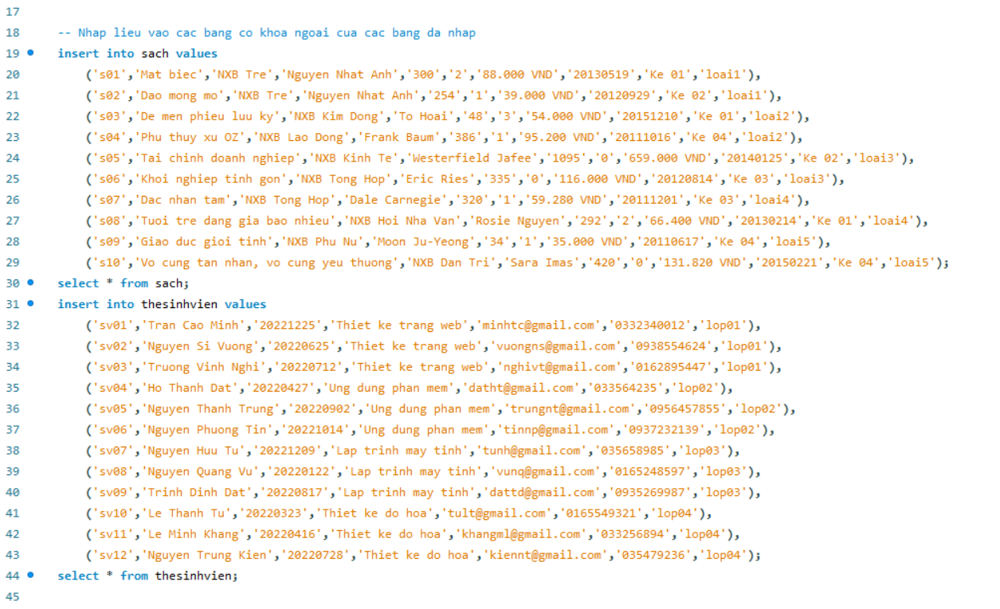 17
18 -- Nhap lieu vao cac bang co khoa ngoai cua cac bang da nhap
19 insert into sach values
20 ('s01','Mat biec','NXB Tre','Nguyen Nhat Anh','300','2','88.000 VND','20130519','Ke 01','loai1'),
21 ('s02','Dao mong mo','NXB Tre','Nguyen Nhat Anh','254','1','39.000 VND','20120929','Ke 02','loai1'),
22 ('s03','De men phieu luu ky','NXB Kim Dong','To Hoai','48','3','54.000 VND','20151210','Ke 01','loai2'),
23 ('s04','Phu thuy xu OZ','NXB Lao Dong','Frank Baum','386','1','95.200 VND','20111016','Ke 04','loai2'),
24 ('s05','Tai chinh doanh nghiep','NXB Kinh Te','Westerfield Jafee','1095','0','659.000 VND','20140125','Ke 02','loai3'),
25 ('s06','Khoi nghiep tinh gon','NXB Tong Hop','Eric Ries','335','0','116.000 VND','20120814','Ke 03','loai3'),
26 ('s07','Dac nhan tam','NXB Tong Hop','Dale Carnegie','320','1','59.280 VND','20111201','Ke 03','loai4'),
27 ('s08','Tuoi tre dang gia bao nhieu','NXB Hoi Nha Van','Rosie Nguyen','292','2','66.400 VND','20130214','Ke 01','loai4'),
28 ('s09','Giao duc gioi tinh','NXB Phu Nu','Moon Ju-Yeong','34','1','35.000 VND','20110617','Ke 04','loai5'),
29 ('s10','Vo cung tan nhan, vo cung yeu thuong','NXB Dan Tri','Sara Imas','420','0','131.820 VND','20150221','Ke 04','loai5');
30 select * from sach;
31 insert into thesinhvien values
32 ('sv01','Tran Cao Minh','20221225','Thiet ke trang web','minhtc@gmail.com','0332340012','lop01'),
33 ('sv02','Nguyen Si Vuong','20220625','Thiet ke trang web','vuongns@gmail.com','0938554624','lop01'),
34 ('sv03','Truong Vinh Nghi','20220712','Thiet ke trang web','nghivt@gmail.com','0162895447','lop01'),
35 ('sv04','Ho Thanh Dat','20220427','Ung dung phan mem','datht@gmail.com','033564235','lop02'),
36 ('sv05','Nguyen Thanh Trung','20220902','Ung dung phan mem','trungnt@gmail.com','0956457855','lop02'),
37 ('sv06','Nguyen Phuong Tin','20221014','Ung dung phan mem','tinnp@gmail.com','0937232139','lop02'),
38 ('sv07','Nguyen Huu Tu','20221209','Lap trinh may tinh','tunh@gmail.com','035658985','lop03'),
39 ('sv08','Nguyen Quang Vu','20220122','Lap trinh may tinh','vunq@gmail.com','0165248597','lop03'),
40 ('sv09','Trinh Dinh Dat','20220817','Lap trinh may tinh','dattd@gmail.com','0935269987','lop03'),
41 ('sv10','Le Thanh Tu','20220323','Thiet ke do hoa','tult@gmail.com','0165549321','lop04'),
42 ('sv11','Le Minh Khang','20220416','Thiet ke do hoa','khangml@gmail.com','033256894','lop04'),
43 ('sv12','Nguyen Trung Kien','20220728','Thiet ke do hoa','kiennt@gmail.com','035479236','lop04');
44 select * from thesinhvien;
45